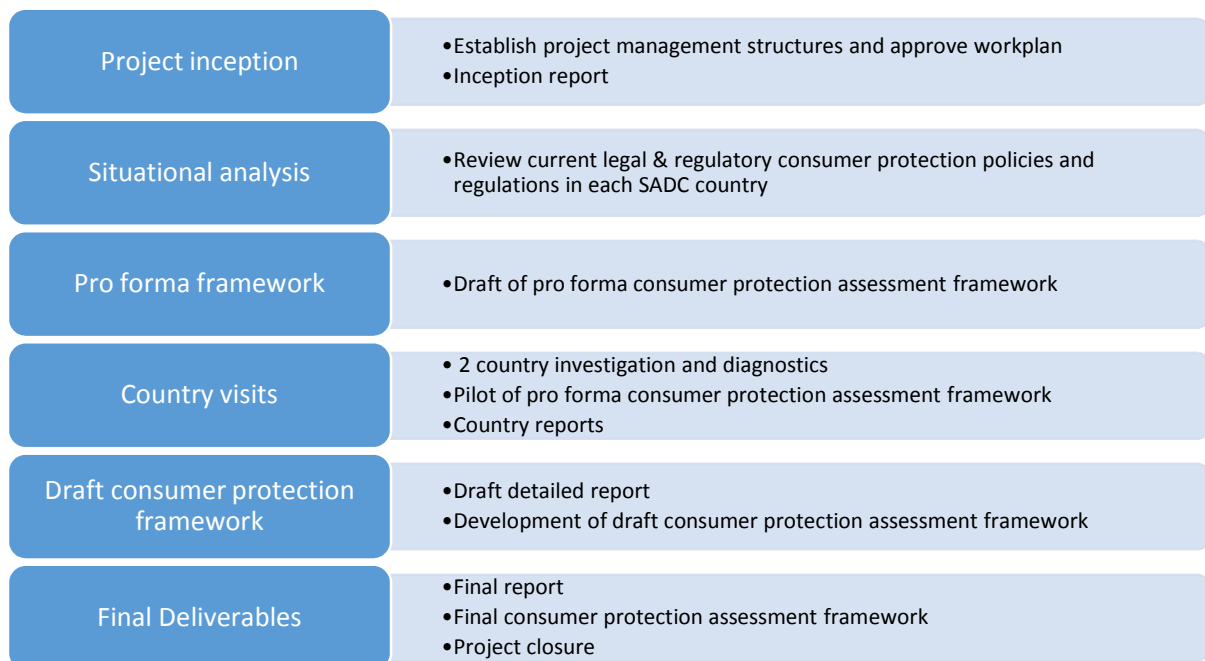 Project inception
•Establish project management structures and approve workplan
•Inception report
Situational analysis
•Review current legal & regulatory consumer protection policies and
regulations in each SADC country
Pro forma framework
•Draft of pro forma consumer protection assessment framework
Country visits
• 2 country investigation and diagnostics
•Pilot of pro forma consumer protection assessment framework
•Country reports
Draft consumer protection
framework
•Draft detailed report
•Development of draft consumer protection assessment framework
Final Deliverables
•Final report
•Final consumer protection assessment framework
•Project closure